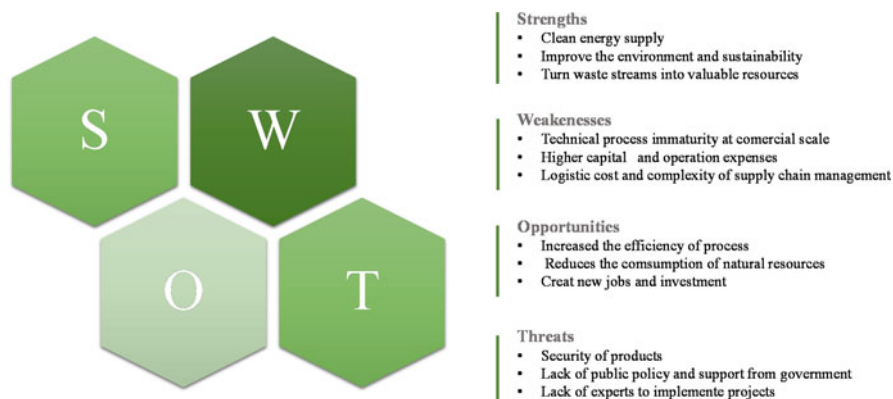 S
W
O
T
Strengths
▪ Clean energy supply
▪ Improve the environment and sustainability
▪ Turn waste streams into valuable resources
Weakenesses
▪ Technical process immaturity at comercial scale
▪ Higher capital and operation expenses
▪ Logistic cost and complexity of supply chain management
Opportunities
▪ Increased the efficiency of process
▪ Reduces the comsumption of natural resources
▪ Creat new jobs and investment
Threats
▪ Security of products
▪ Lack of public policy and support from government
▪ Lack of experts to implemente projects